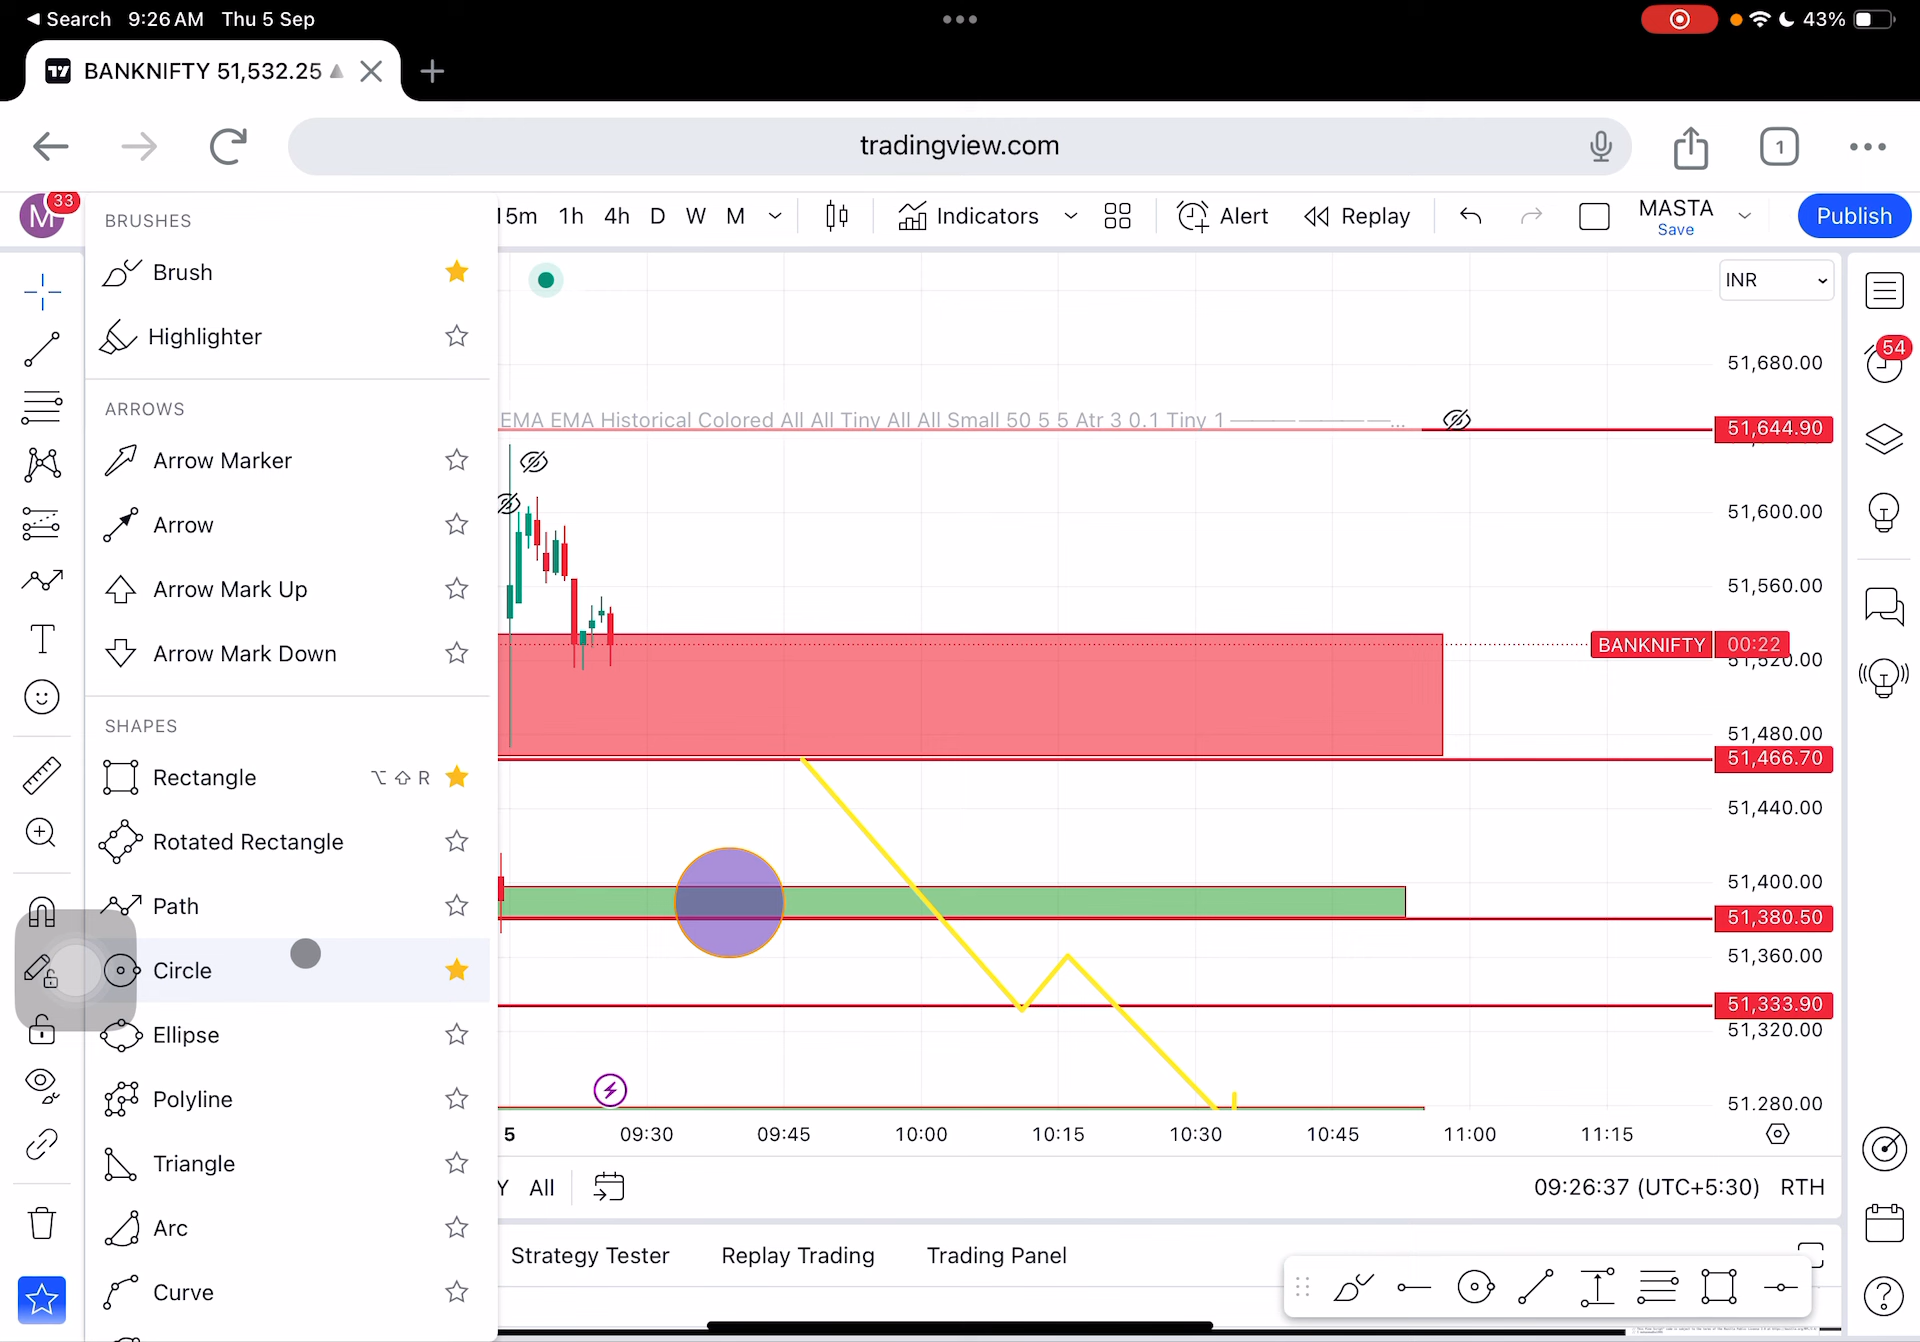 Search 9:26 AM Thu 5 Sep
43%
BANKNIFTY 51,532.25
tradingview.com
1
M
33
15m 1h 4h D W M
Indicators
Alert
Replay
MASTA
Save
Publish
BRUSHES
Brush
Highlighter
ARROWS
Arrow Marker
Arrow
Arrow Mark Up
Arrow Mark Down
SHAPES
Rectangle
R
Rotated Rectangle
Path
Circle
Ellipse
Polyline
Triangle
Arc
Curve
EMA EMA Historical Colored All All Tiny All All Small 50 5 5 Atr 3 0.1 Tiny 1
INR
51,680.00
51,644.90
51,600.00
51,560.00
BANKNIFTY 00:22
51,520.00
51,480.00
51,466.70
51,440.00
51,400.00
51,380.50
51,360.00
51,333.90
51,320.00
51.280.00
54
5 09:30 09:45 10:00 10:15 10:30 10:45 11:00 11:15
Y All
09:26:37 (UTC+5:30) RTH
Strategy Tester Replay Trading Trading Panel